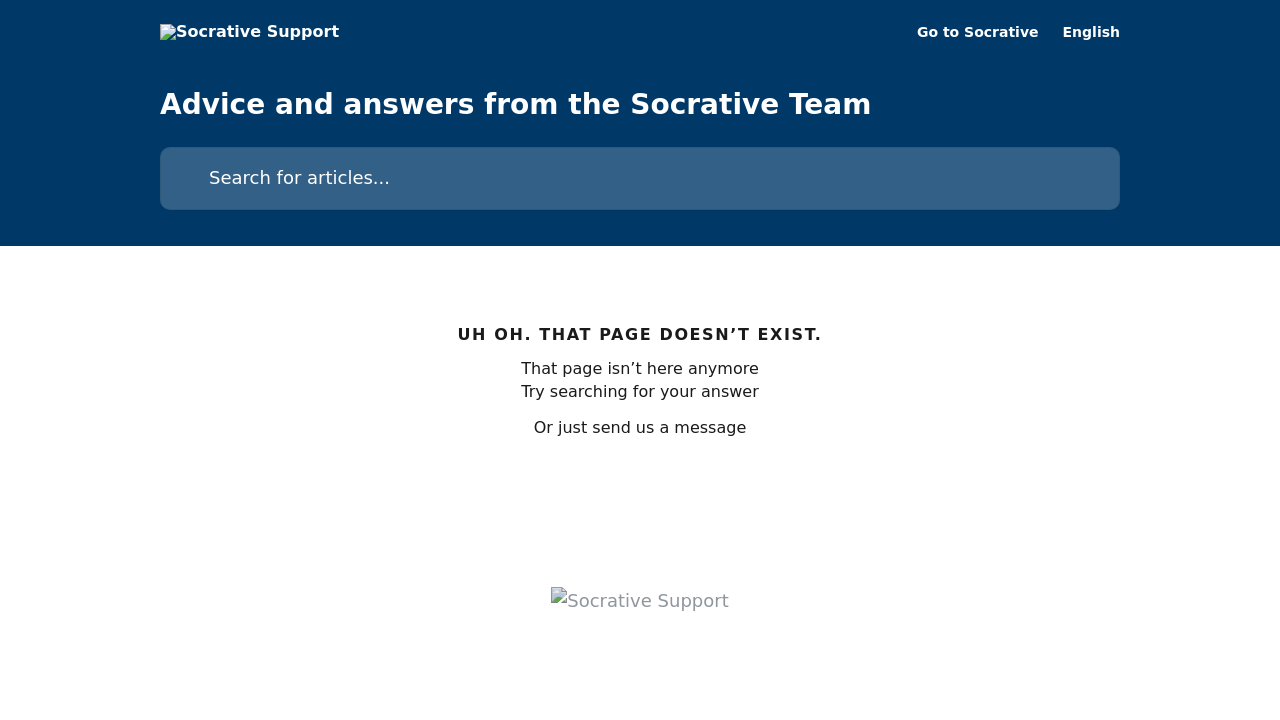 Socrative Support
Go to Socrative
English
Advice and answers from the Socrative Team
Search for articles...
UH OH. THAT PAGE DOESN’T EXIST.
That page isn’t here anymore
Try searching for your answer
Or just send us a message
Socrative Support